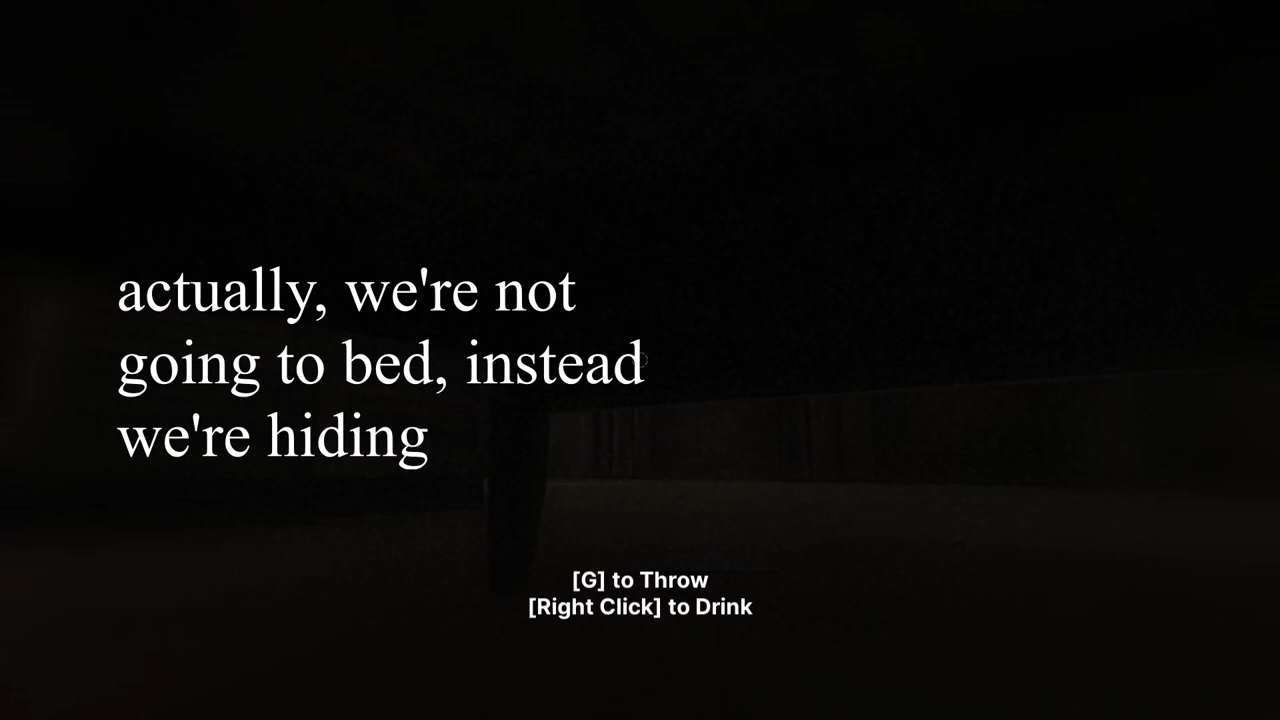 actually, we're not
going to bed, instead
we're hiding
[G] to Throw
[Right Click] to Drink